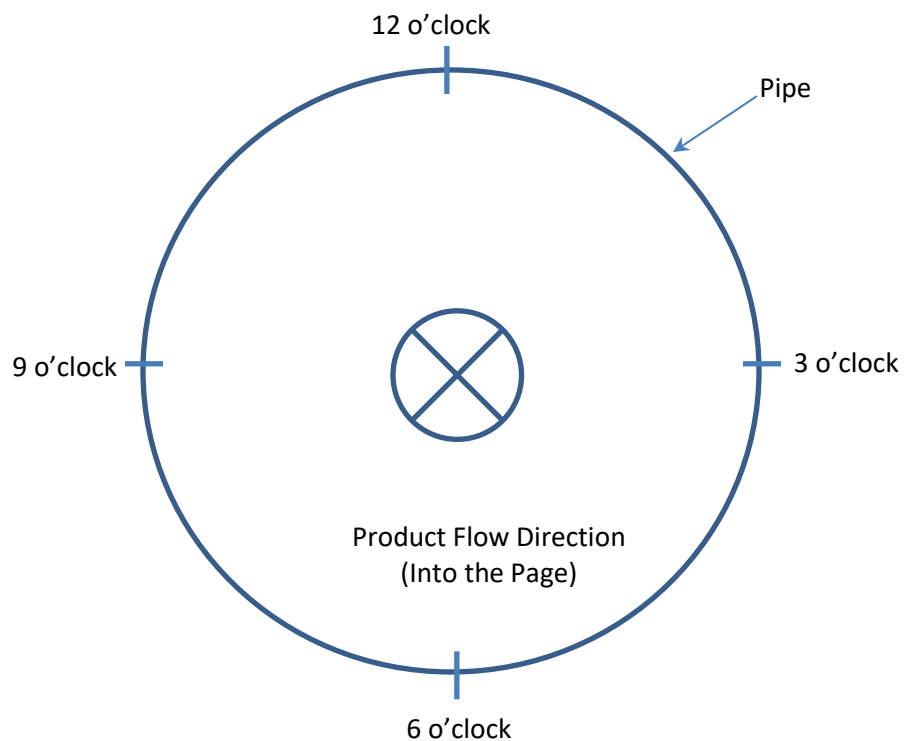 12 o’clock
Pipe
9 o’clock
3 o’clock
Product Flow Direction
(Into the Page)
6 o’clock